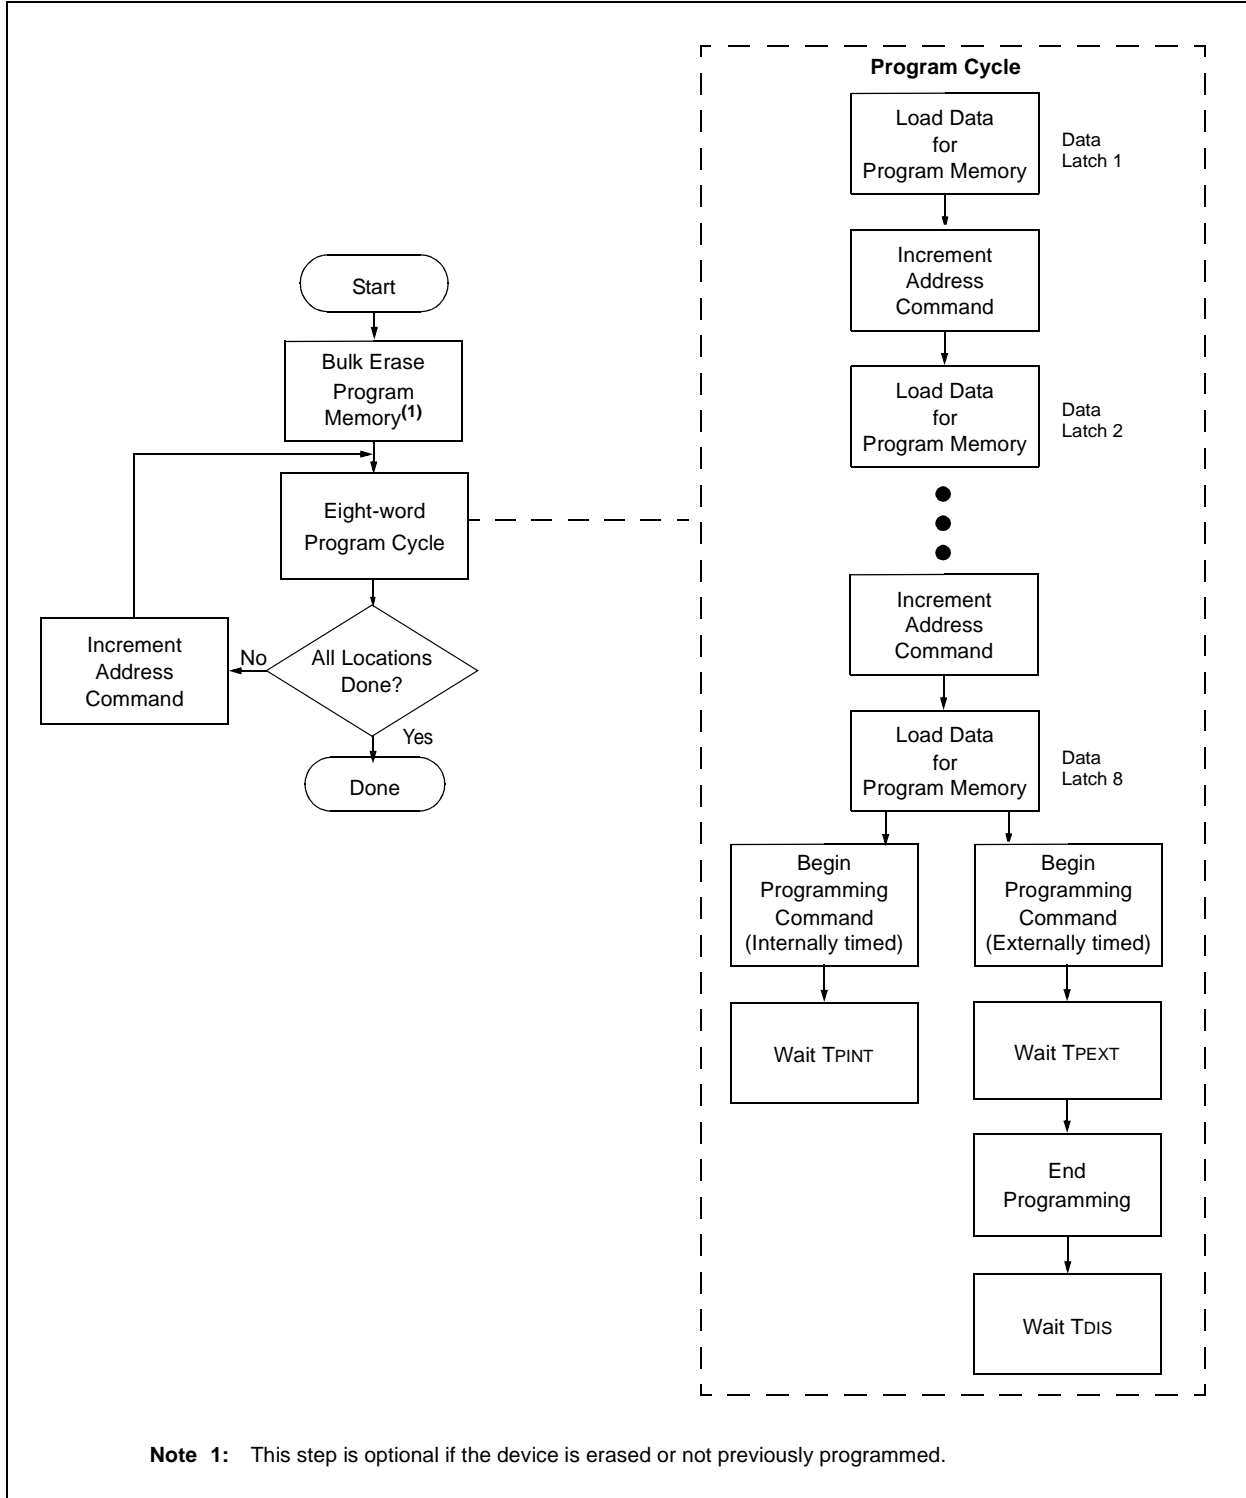 Start
Bulk Erase
Program
Memory(1)
Eight-word
Program Cycle
All Locations
Done?
No
Increment
Address
Command
Yes
Done
Program Cycle
Load Data
for
Program Memory
Data
Latch 1
Increment
Address
Command
Load Data
for
Program Memory
Data
Latch 2
Increment
Address
Command
Load Data
for
Program Memory
Data
Latch 8
Begin
Programming
Command
(Internally timed)
Wait TPINT
Begin
Programming
Command
(Externally timed)
Wait TPEXT
End
Programming
Wait TDIS
Note 1: This step is optional if the device is erased or not previously programmed.